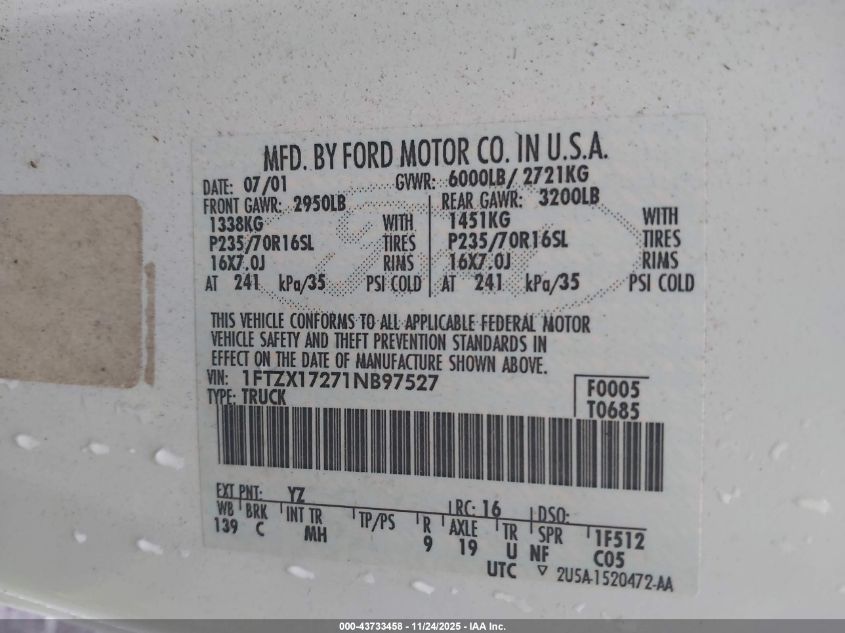 MFD. BY FORD MOTOR CO. IN U.S.A.
DATE: 07/01 GVWR: 6000LB/ 2721KG
FRONT GAWR: 2950LB REAR GAWR: 3200LB
1338KG WITH 1451KG WITH
P235/70R16SL TIRES P235/70R16SL TIRES
16X7.0J RIMS 16X7.0J RIMS
AT 241 kPa/35 PSI COLD AT 241 kPa/35 PSI COLD
THIS VEHICLE CONFORMS TO ALL APPLICABLE FEDERAL MOTOR
VEHICLE SAFETY AND THEFT PREVENTION STANDARDS IN
EFFECT ON THE DATE OF MANUFACTURE SHOWN ABOVE.
VIN: 1FTZX17271NB97527 F0005
TYPE: TRUCK T0685
EXT PNT: YZ RC: 16 DSO:
WB BRK INT TR TP/PS R AXLE TR SPR 1F512
139 C MH 9 19 U NF C05
UTC ▽ 2U5A-1520472-AA
000-43733458 - 11/24/2025 - IAA Inc.